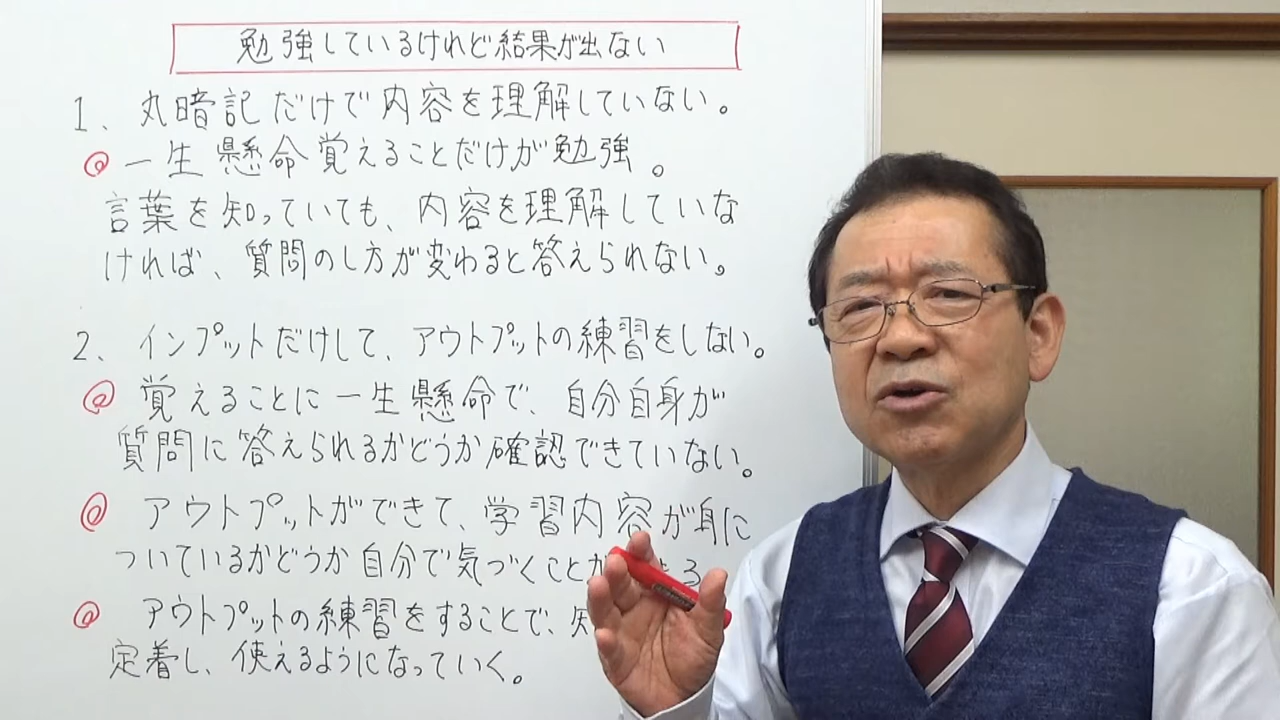 勉強しているけれど結果が出ない
1、丸暗記だけで内容を理解していない。
@ 一生懸命覚えることだけが勉強。
言葉を知っていても、内容を理解していな
ければ、質問のし方が変わると答えられない。
2、インプットだけして、アウトプットの練習をしない。
@ 覚えることに一生懸命で、自分自身が
質問に答えられるかどうか確認できていない。
@ アウトプットができて、学習内容が身に
ついているかどうか自分で気づくことが る
@ アウトプットの練習をすることで、知
定着し、使えるようになっていく。